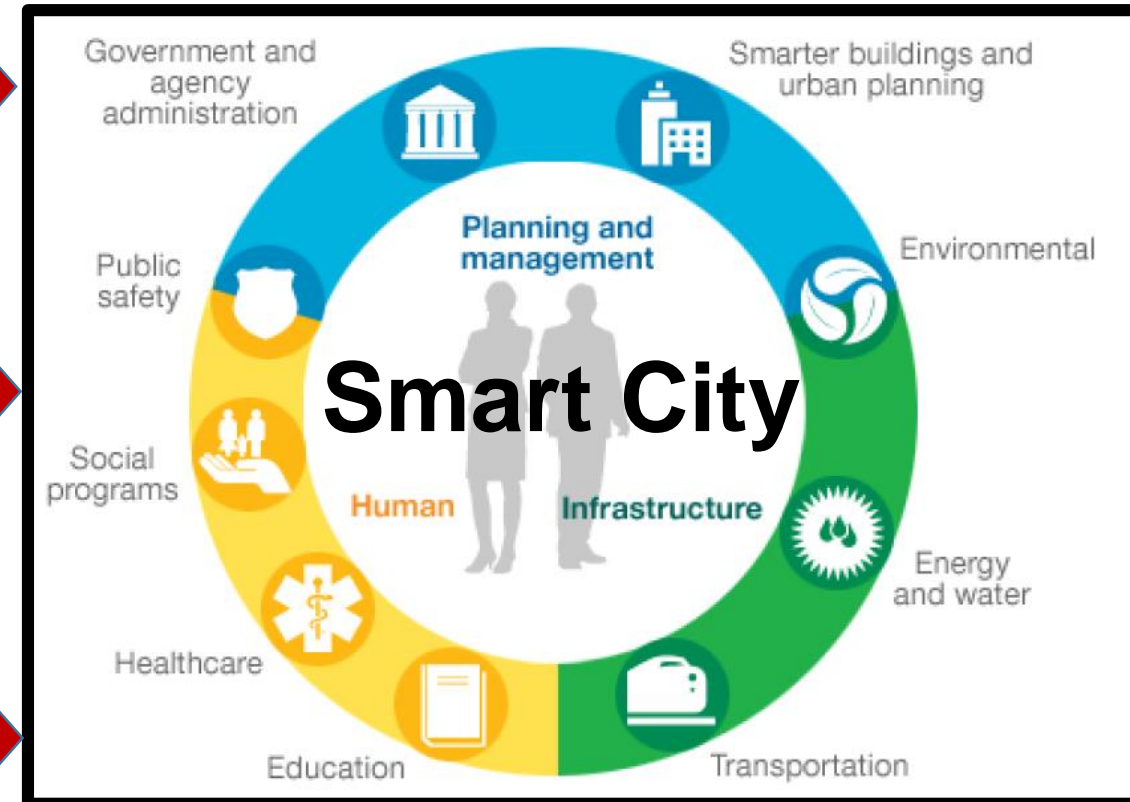 Government and
agency
administration
Smarter buildings and
urban planning
Planning and
management
Public
safety
Environmental
Smart City
Social
programs
Human
Infrastructure
Energy
and water
Healthcare
Education
Transportation